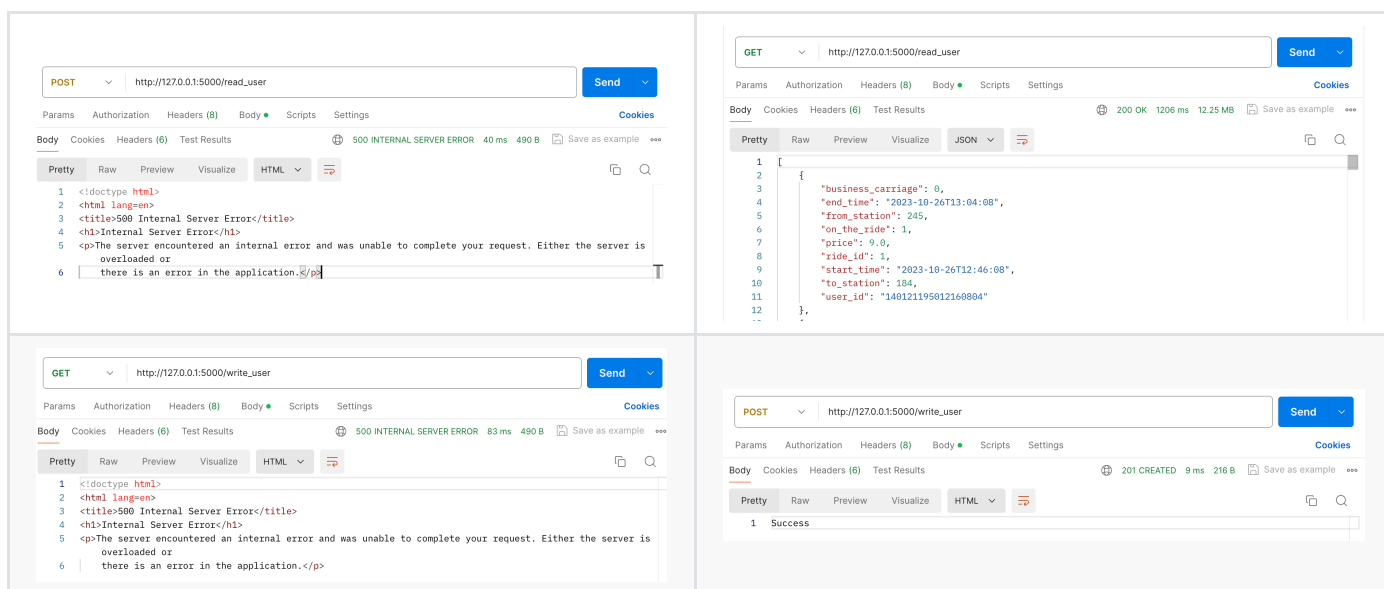 POST http://127.0.0.1:5000/read_user Send
Params Authorization Headers (8) Body Scripts Settings Cookies
Body Cookies Headers (6) Test Results 500 INTERNAL SERVER ERROR 40 ms 490 B Save as example
Pretty Raw Preview Visualize HTML
1 <!doctype html>
2 <html lang=en>
3 <title>500 Internal Server Error</title>
4 <h1>Internal Server Error</h1>
5 <p>The server encountered an internal error and was unable to complete your request. Either the server is
overloaded or
6 there is an error in the application.</p>
GET http://127.0.0.1:5000/read_user Send
Params Authorization Headers (8) Body Scripts Settings Cookies
Body Cookies Headers (6) Test Results 200 OK 1206 ms 12.25 MB Save as example
Pretty Raw Preview Visualize JSON
1 [
2 {
3 "business_carriage": 0,
4 "end_time": "2023-10-26T13:04:08",
5 "from_station": 245,
6 "on_the_ride": 1,
7 "price": 9.0,
8 "ride_id": 1,
9 "start_time": "2023-10-26T12:46:08",
10 "to_station": 184,
11 "user_id": "140121195012160804"
12 },
GET http://127.0.0.1:5000/write_user Send
Params Authorization Headers (8) Body Scripts Settings Cookies
Body Cookies Headers (6) Test Results 500 INTERNAL SERVER ERROR 83 ms 490 B Save as example
Pretty Raw Preview Visualize HTML
1 <!doctype html>
2 <html lang=en>
3 <title>500 Internal Server Error</title>
4 <h1>Internal Server Error</h1>
5 <p>The server encountered an internal error and was unable to complete your request. Either the server is
overloaded or
6 there is an error in the application.</p>
POST http://127.0.0.1:5000/write_user Send
Params Authorization Headers (8) Body Scripts Settings Cookies
Body Cookies Headers (6) Test Results 201 CREATED 9 ms 216 B Save as example
Pretty Raw Preview Visualize HTML
1 Success